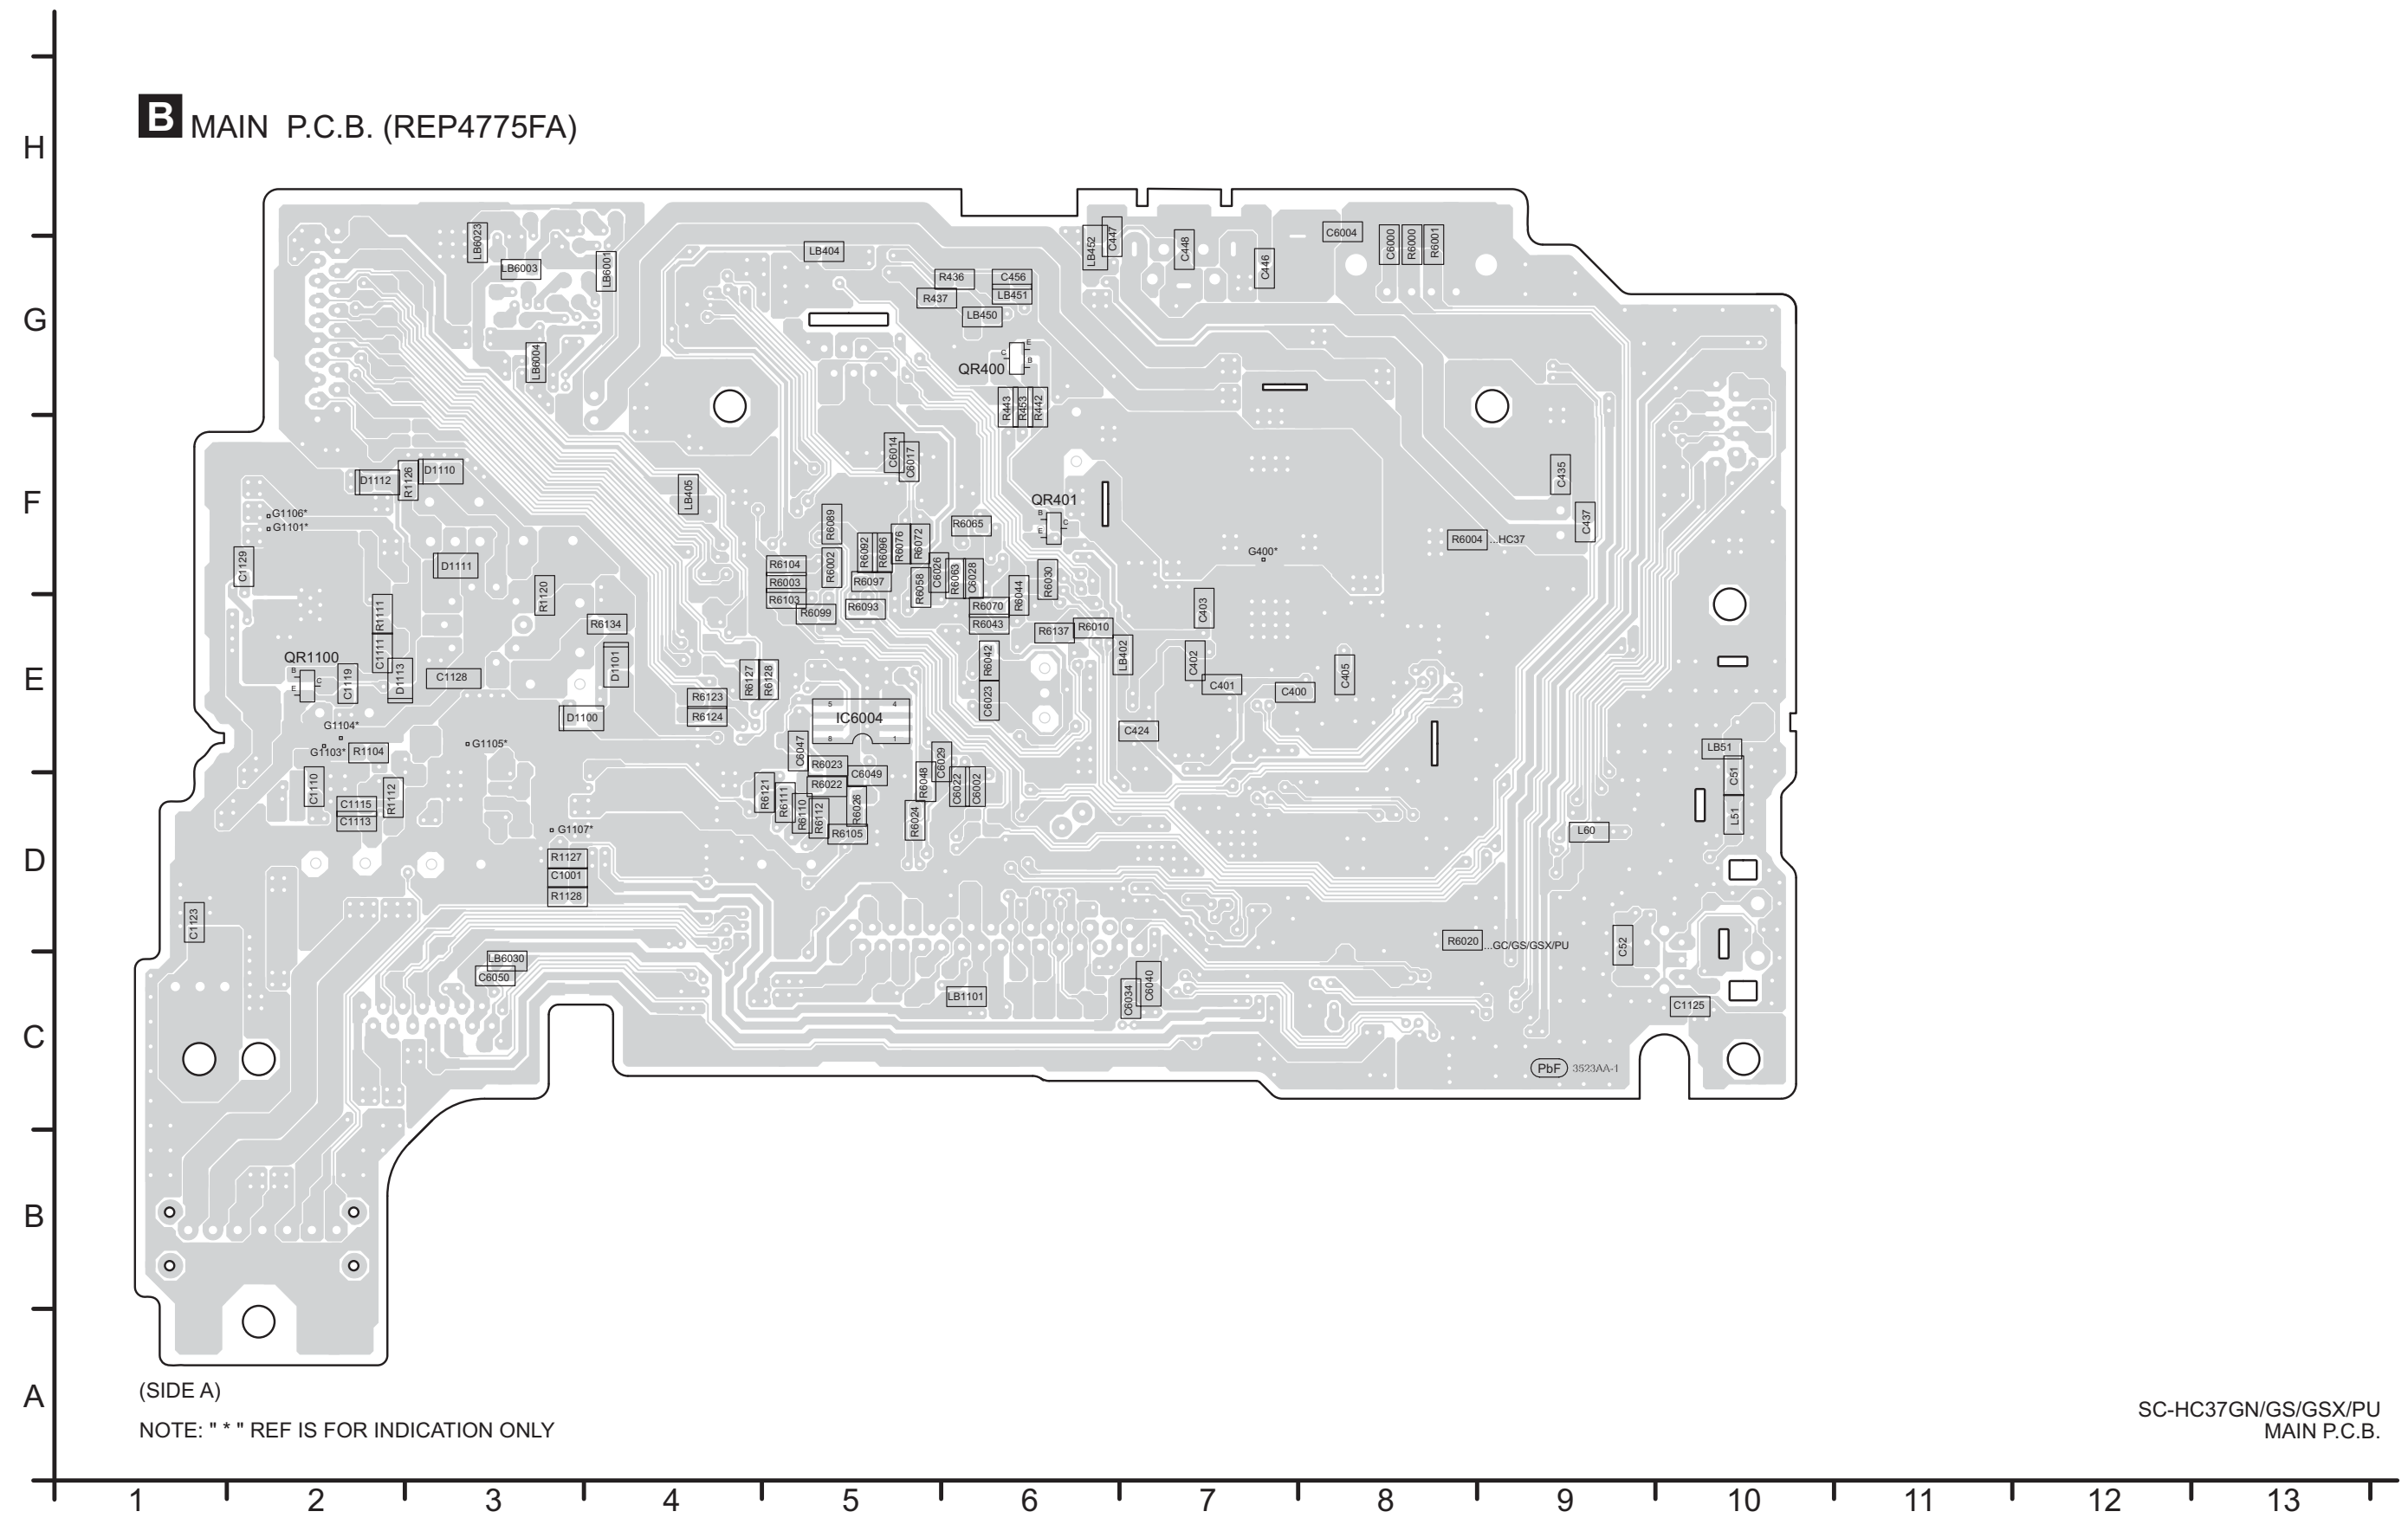 B MAIN P.C.B. (REP4775FA)
H
G
F
E
D
C
B
A
LB6023
LB6003
LB6001
LB6004
LB404
R436
C456
R437
LB451
LB450
LB452
C447
C448
C446
C6004
C6000
R6000
R6001
C
E
B
QR400
R443
R453
R442
D1112
R1126
D1110
G1106*
G1101*
C1129
D1111
R1120
LB405
C6014
C6017
R6089
R6092
R6096
R6076
R6072
R6065
QR401
B
C
E
C435
C437
R6004 ...HC37
G400*
R6104
R6003
R6103
R6002
R6097
R6099
R6093
R6058
C6026
R6063
C6028
R6044
R6030
R6070
R6043
R6137
R6010
R1111
C1111
R6134
D1101
QR1100
B
C
E
C1119
D1113
C1128
D1100
R6127
R6128
R6123
R6124
5
4
IC6004
8
1
R6042
C6023
LB402
C403
C402
C401
C400
C405
C424
G1104*
G1103*
R1104
G1105*
C6047
R6023
C6049
R6022
R6048
C6029
C6022
C6002
LB51
C51
L51
C1110
C1115
C1113
R1112
R6121
R6111
R6110
R6112
R6026
R6105
R6024
L60
G1107*
R1127
C1001
R1128
C1123
R6020 ...GC/GS/GSX/PU
C52
LB6030
C6050
LB1101
C6034
C6040
C1125
PbF 3523AA-1
(SIDE A)
NOTE: " * " REF IS FOR INDICATION ONLY
SC-HC37GN/GS/GSX/PU
MAIN P.C.B.
1 2 3 4 5 6 7 8 9 10 11 12 13